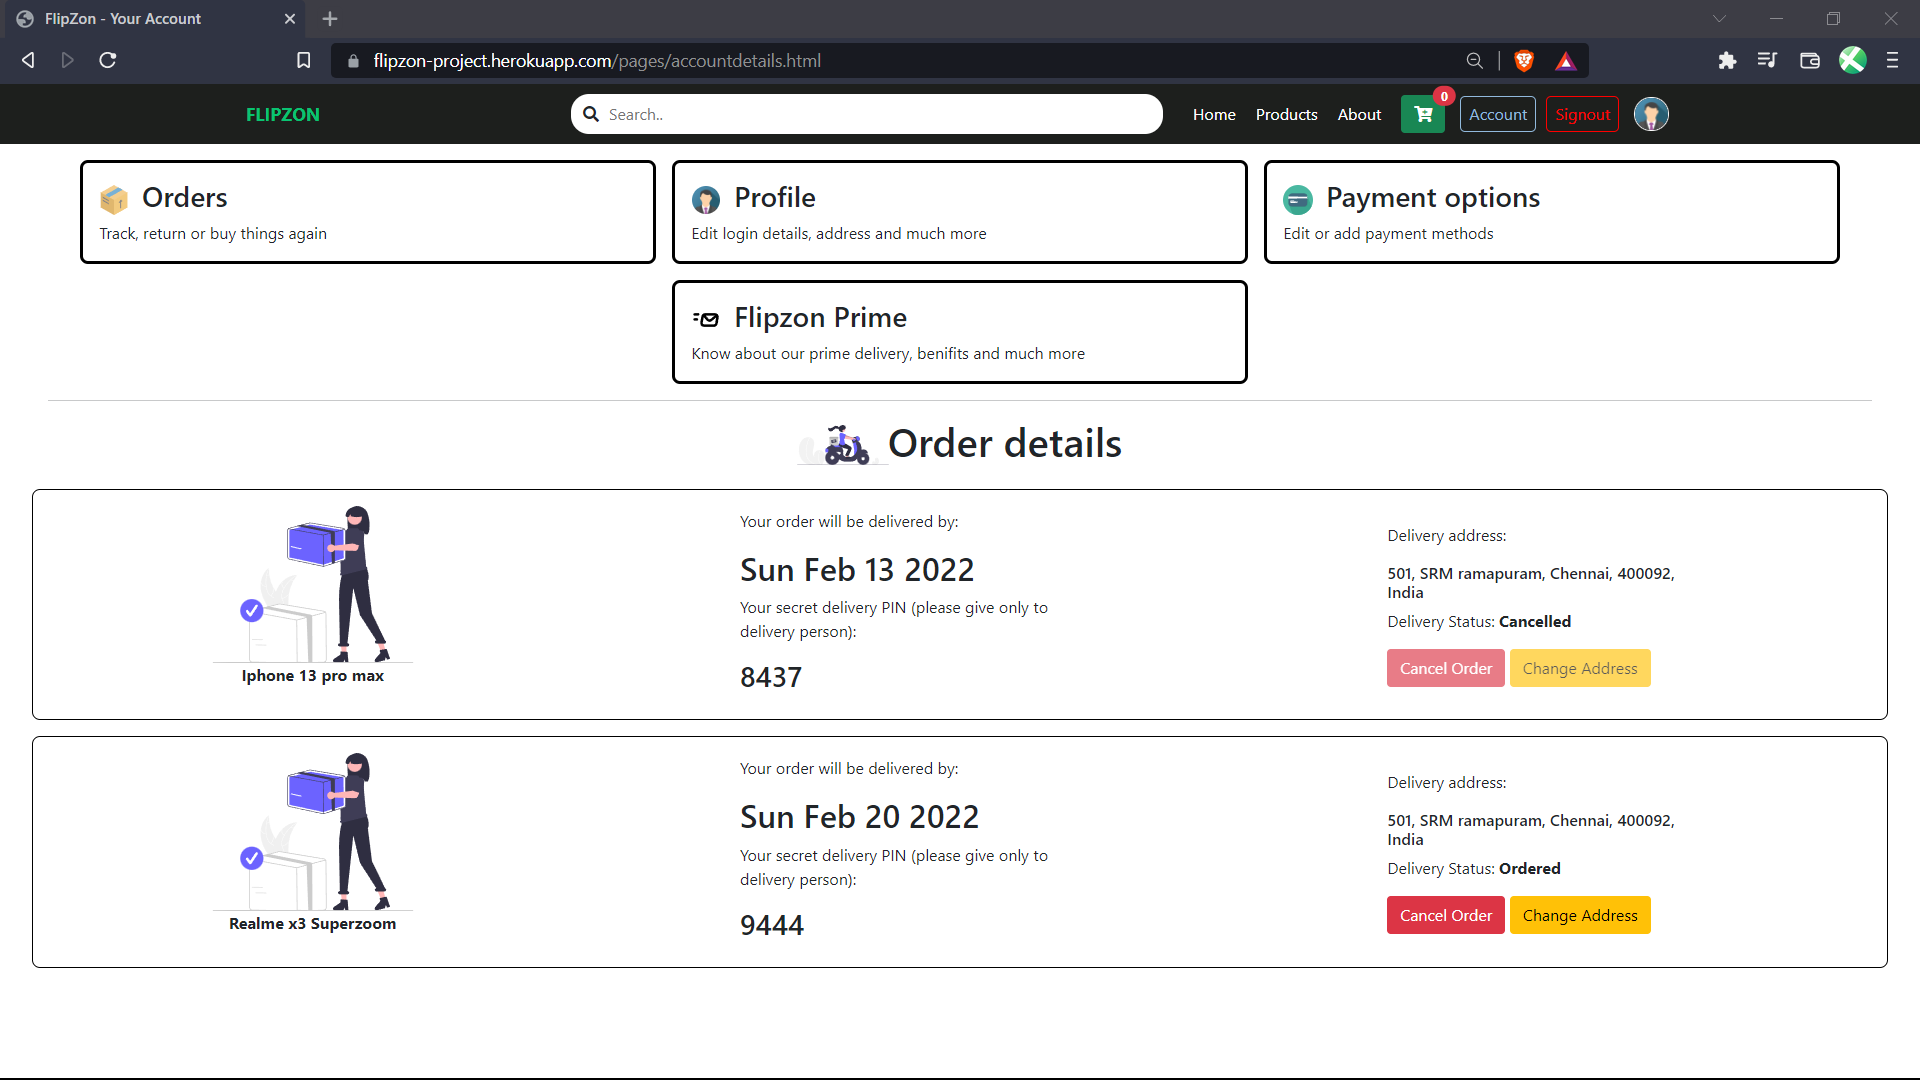 FlipZon - Your Account
flipzon-project.herokuapp.com/pages/accountdetails.html
FLIPZON
Search..
Home
Products
About
0
Account
Signout
Orders
Track, return or buy things again
Profile
Edit login details, address and much more
Payment options
Edit or add payment methods
Flipzon Prime
Know about our prime delivery, benifits and much more
Order details
Iphone 13 pro max
Your order will be delivered by:
Sun Feb 13 2022
Your secret delivery PIN (please give only to
delivery person):
8437
Delivery address:
501, SRM ramapuram, Chennai, 400092,
India
Delivery Status: Cancelled
Cancel Order
Change Address
Realme x3 Superzoom
Your order will be delivered by:
Sun Feb 20 2022
Your secret delivery PIN (please give only to
delivery person):
9444
Delivery address:
501, SRM ramapuram, Chennai, 400092,
India
Delivery Status: Ordered
Cancel Order
Change Address